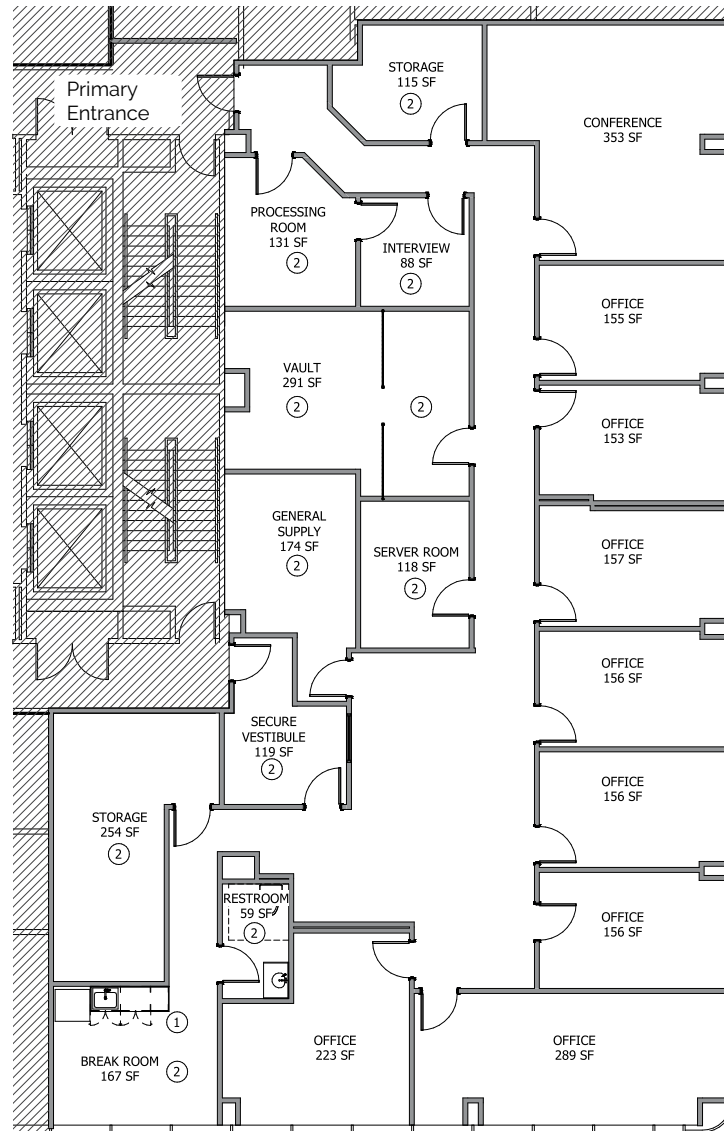 Primary
Entrance
STORAGE
115 SF
2
CONFERENCE
353 SF
PROCESSING
ROOM
131 SF
2
INTERVIEW
88 SF
2
OFFICE
155 SF
VAULT
291 SF
2
2
OFFICE
153 SF
GENERAL
SUPPLY
174 SF
2
SERVER ROOM
118 SF
2
OFFICE
157 SF
OFFICE
156 SF
SECURE
VESTIBULE
119 SF
2
OFFICE
156 SF
STORAGE
254 SF
2
RESTROOM
59 SF
2
OFFICE
156 SF
1
BREAK ROOM
167 SF
2
OFFICE
223 SF
OFFICE
289 SF